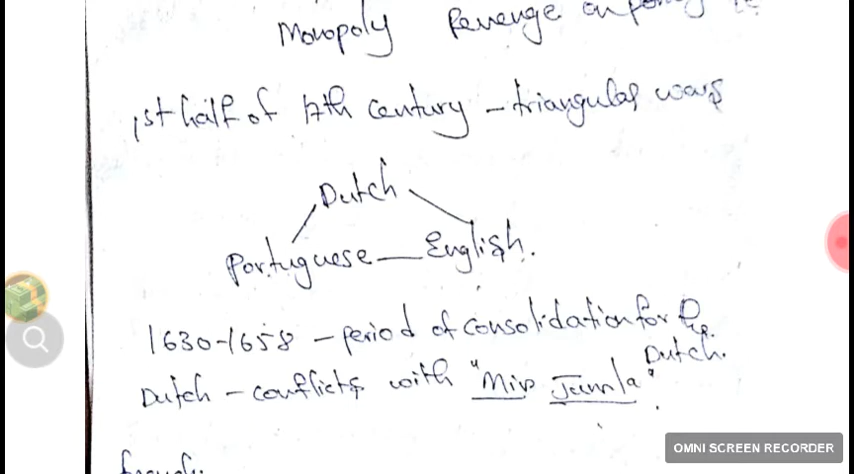 Monopoly Revenge on
1st half of 17th century - triangular wars
Dutch
Portuguese — English.
1630-1658 - period of consolidation for
Dutch.
Dutch - conflicts with "Mir Jumla".
OMNI SCREEN RECORDER